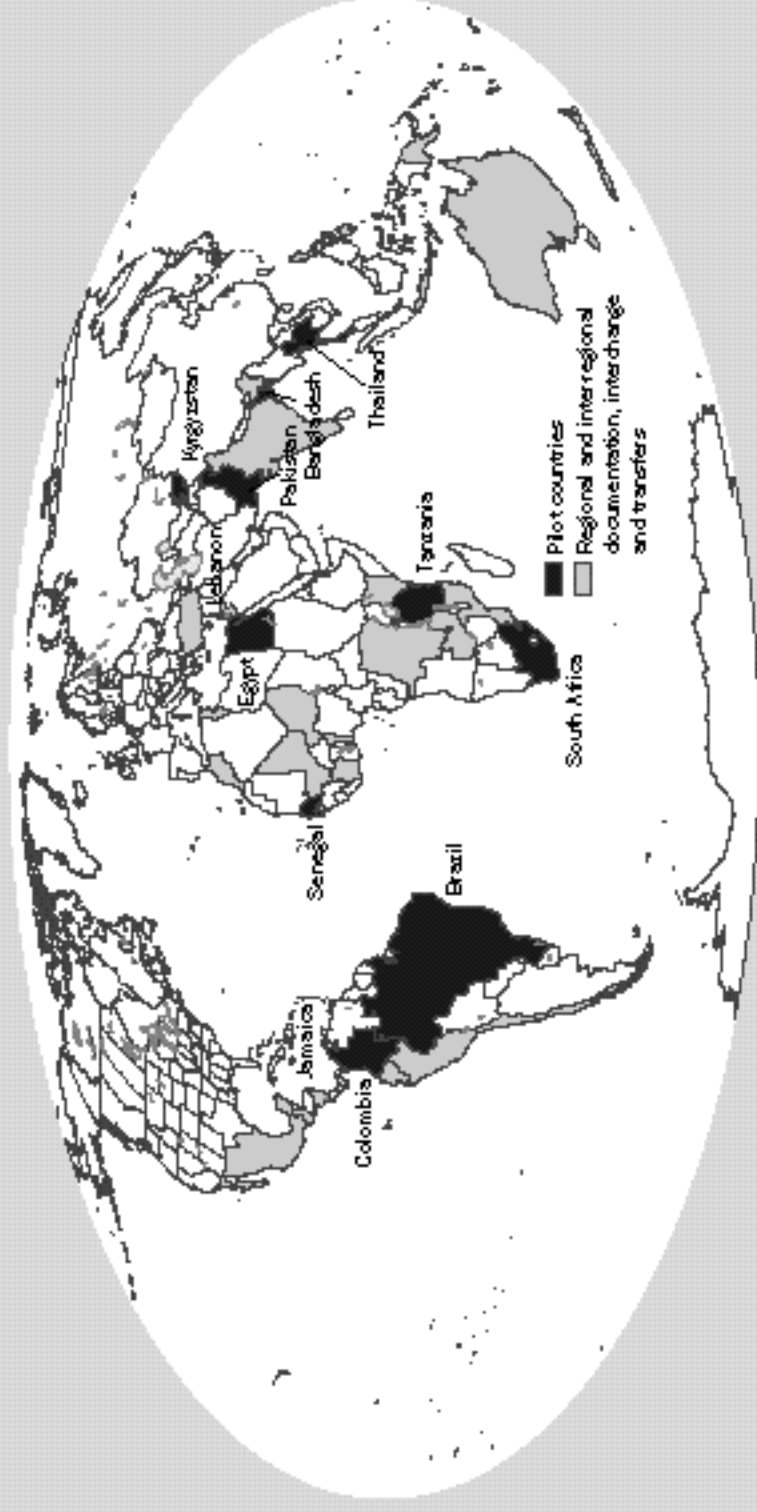 Kyrgyzstan
Lebanon
Pakistan
Bangladesh
Egypt
Jamaica
Senegal
Thailand
Colombia
Tanzania
Brazil
Pilot countries
Regional and interregional
documentation, interchange
and transfers
South Africa